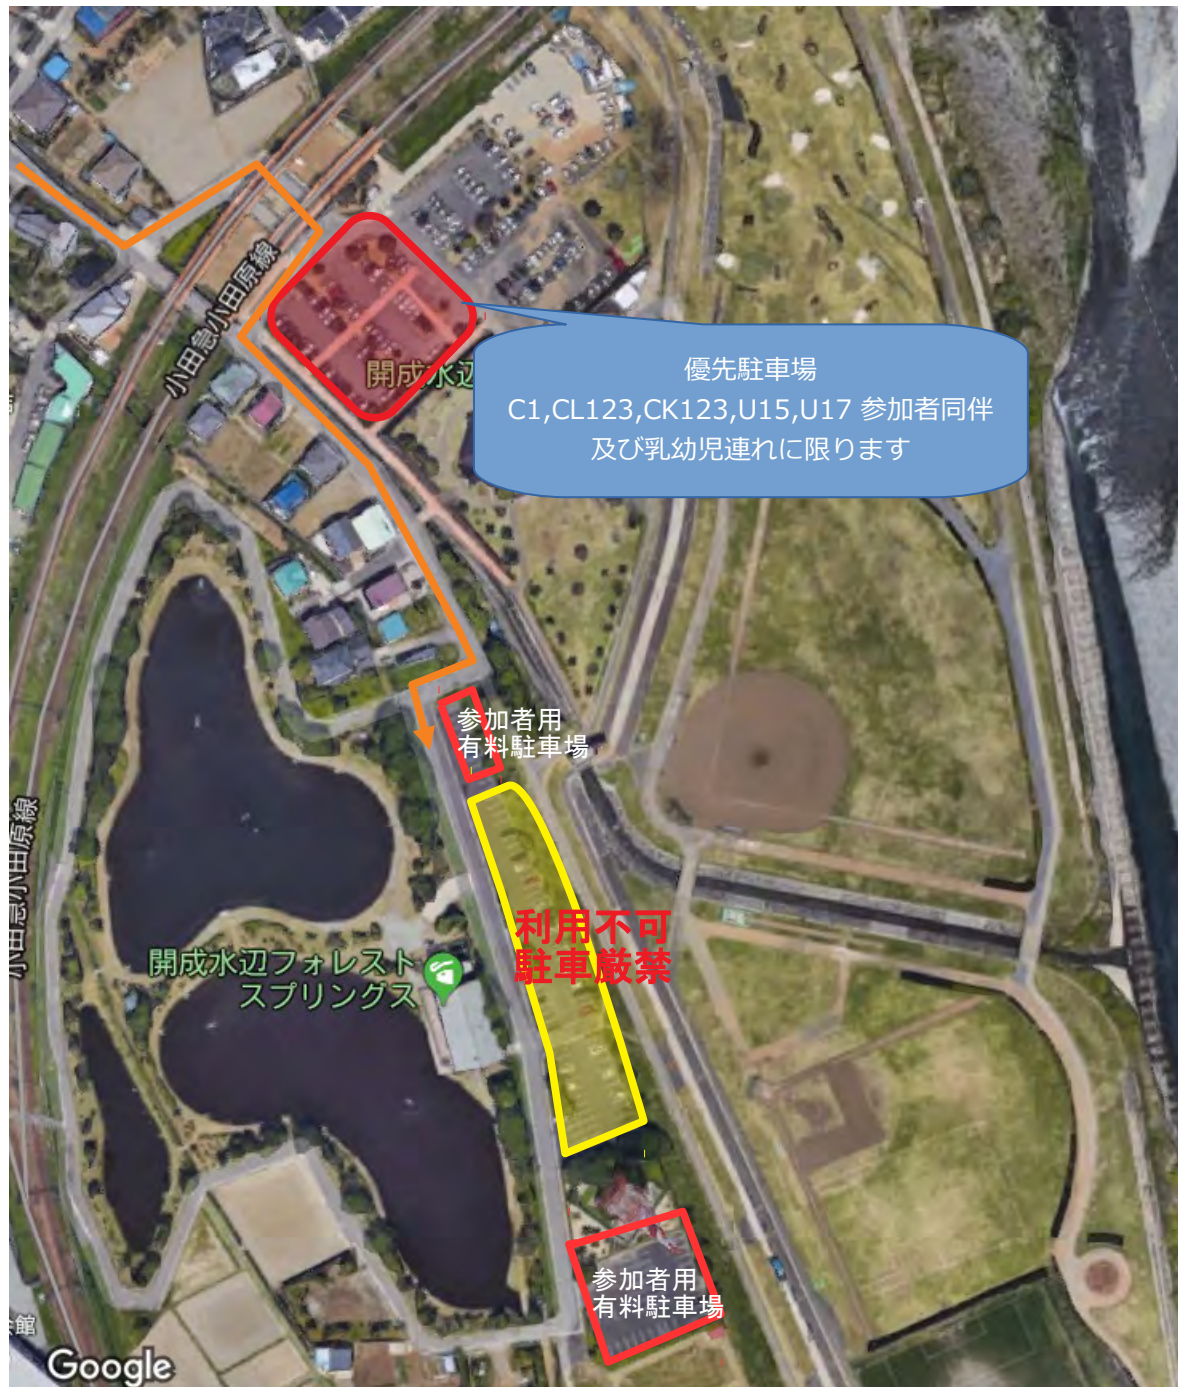 小田急小田原線
開成水辺
優先駐車場
C1,CL123,CK123,U15,U17 参加者同伴
及び乳幼児連れに限ります
参加者用
有料駐車場
小田急小田原線
利用不可
駐車厳禁
開成水辺フォレスト
スプリングス
参加者用
有料駐車場
館
Google